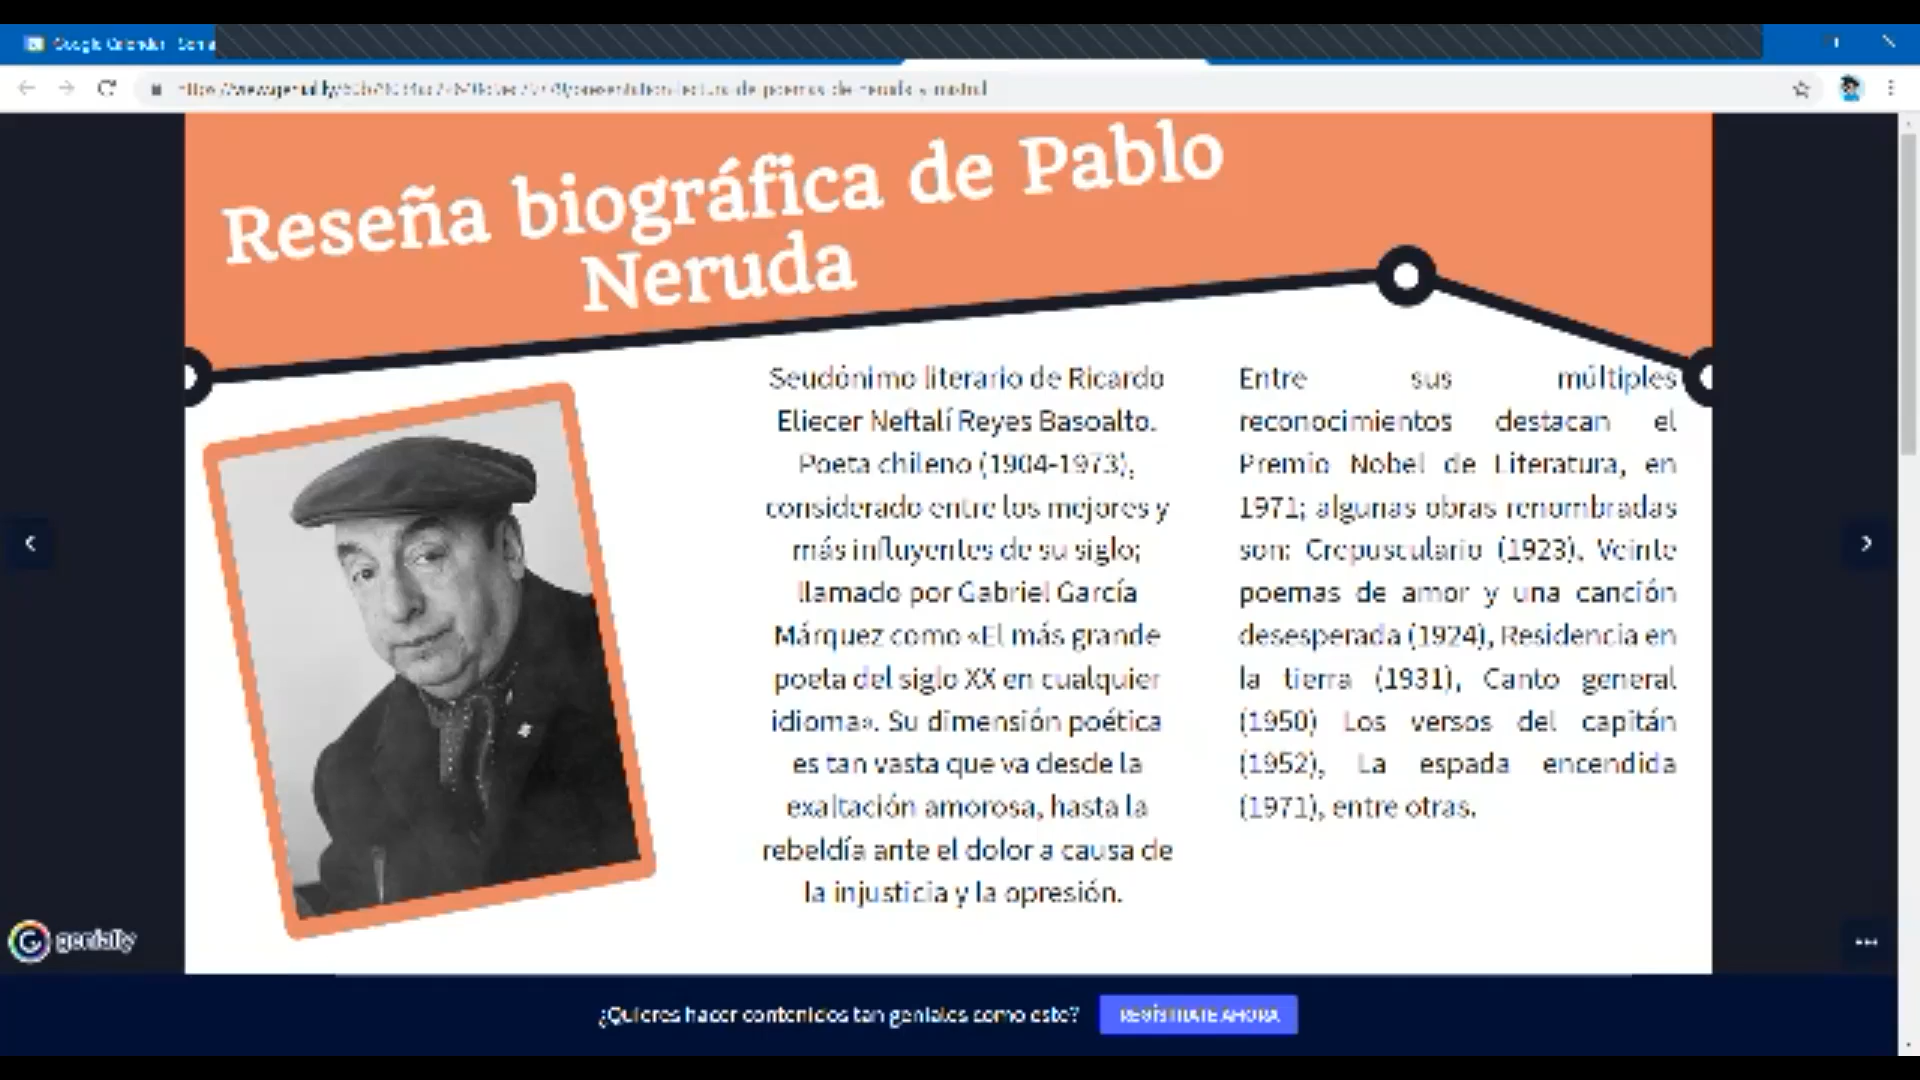 Google Calendar
Reseña biográfica de Pablo
Neruda
Seudónimo literario de Ricardo
Eliecer Neftalí Reyes Basoalto.
Poeta chileno (1904-1973),
considerado entre los mejores y
más influyentes de su siglo;
llamado por Gabriel García
Márquez como «El más grande
poeta del siglo XX en cualquier
idioma». Su dimensión poética
es tan vasta que va desde la
exaltación amorosa, hasta la
rebeldía ante el dolor a causa de
la injusticia y la opresión.
Entre sus múltiples
reconocimientos destacan el
Premio Nobel de Literatura, en
1971; algunas obras renombradas
son: Crepusculario (1923), Veinte
poemas de amor y una canción
desesperada (1924), Residencia en
la tierra (1931), Canto general
(1950) Los versos del capitán
(1952), La espada encendida
(1971), entre otras.
genially
¿Quieres hacer contenidos tan geniales como este?
REGÍSTRATE AHORA